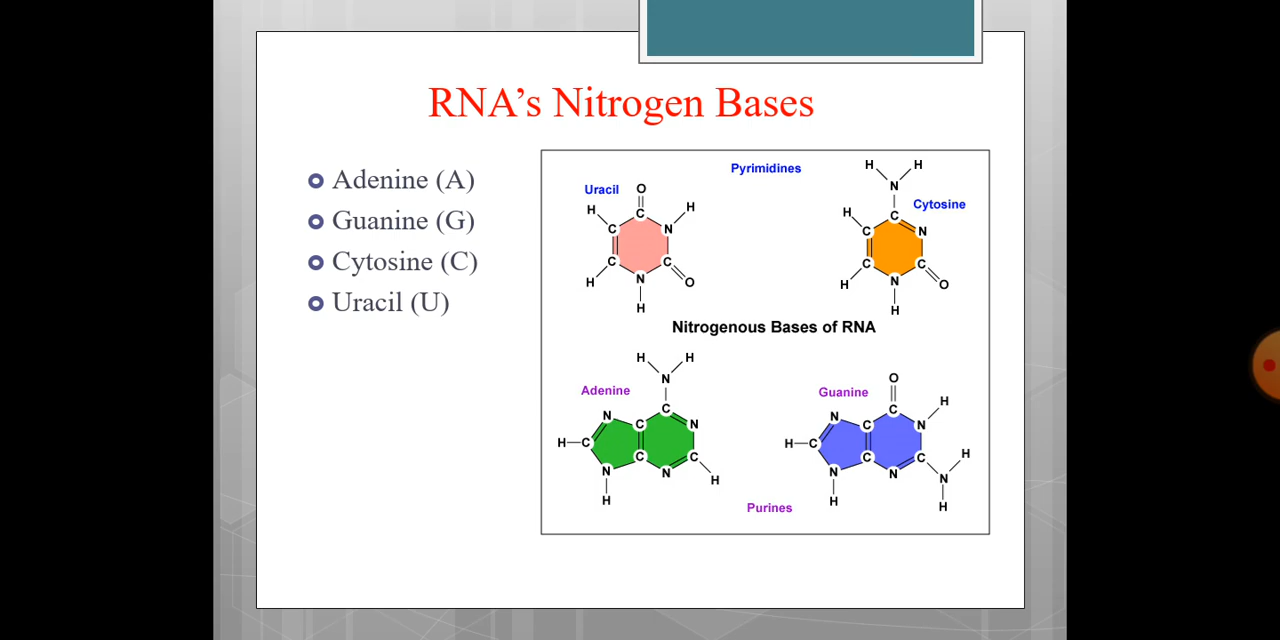 RNA’s Nitrogen Bases
Adenine (A)
Guanine (G)
Cytosine (C)
Uracil (U)
Pyrimidines
Uracil
O
H
C
H
C
N
C
C
H
N
O
H
H H
N
Cytosine
H
C
C
N
C
C
H
N
O
H
Nitrogenous Bases of RNA
H H
N
Adenine
C
N
C
N
H C
C
C
N
N
H
H
O
Guanine
C
H
N
C
N
H C
C
C
H
N
N
N
H
H
Purines